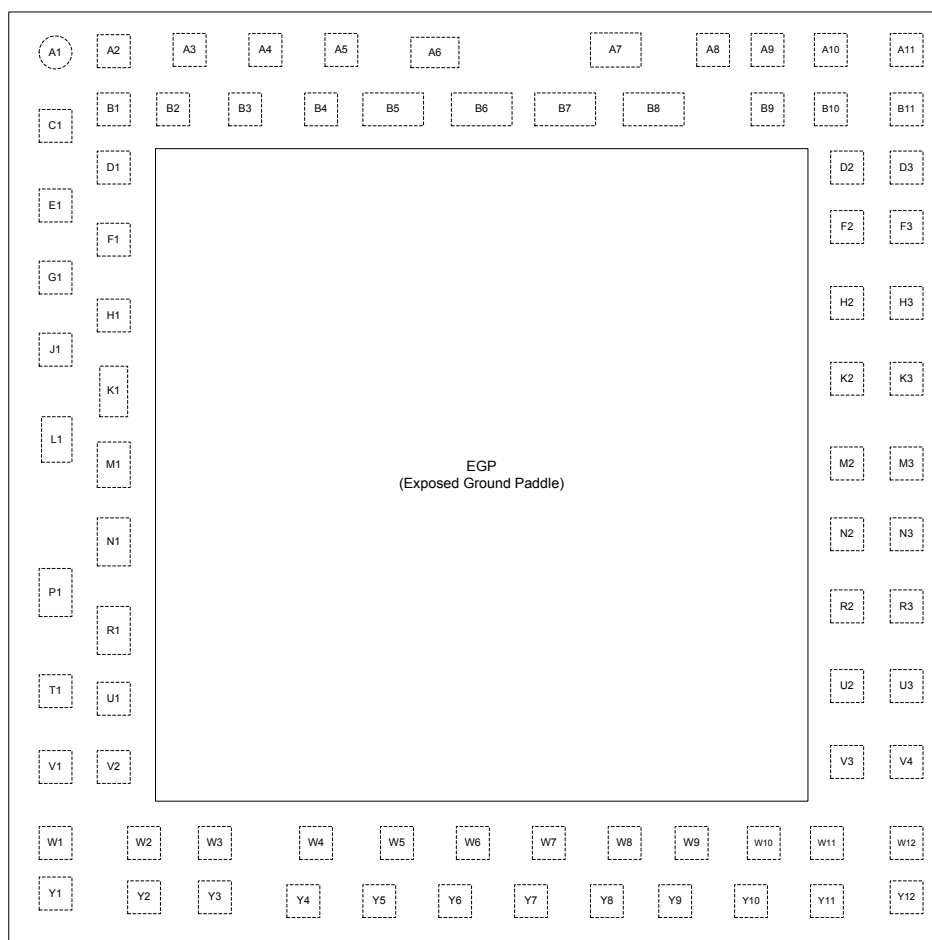 A1 A2 A3 A4 A5 A6 A7 A8 A9 A10 A11
B1 B2 B3 B4 B5 B6 B7 B8 B9 B10 B11
C1
D1 D2 D3
E1
F1 F2 F3
G1
H1 H2 H3
J1
K1 K2 K3
L1
M1 M2 M3
EGP
(Exposed Ground Paddle)
N1 N2 N3
P1
R1 R2 R3
T1
U1 U2 U3
V1 V2 V3 V4
W1 W2 W3 W4 W5 W6 W7 W8 W9 W10 W11 W12
Y1 Y2 Y3 Y4 Y5 Y6 Y7 Y8 Y9 Y10 Y11 Y12